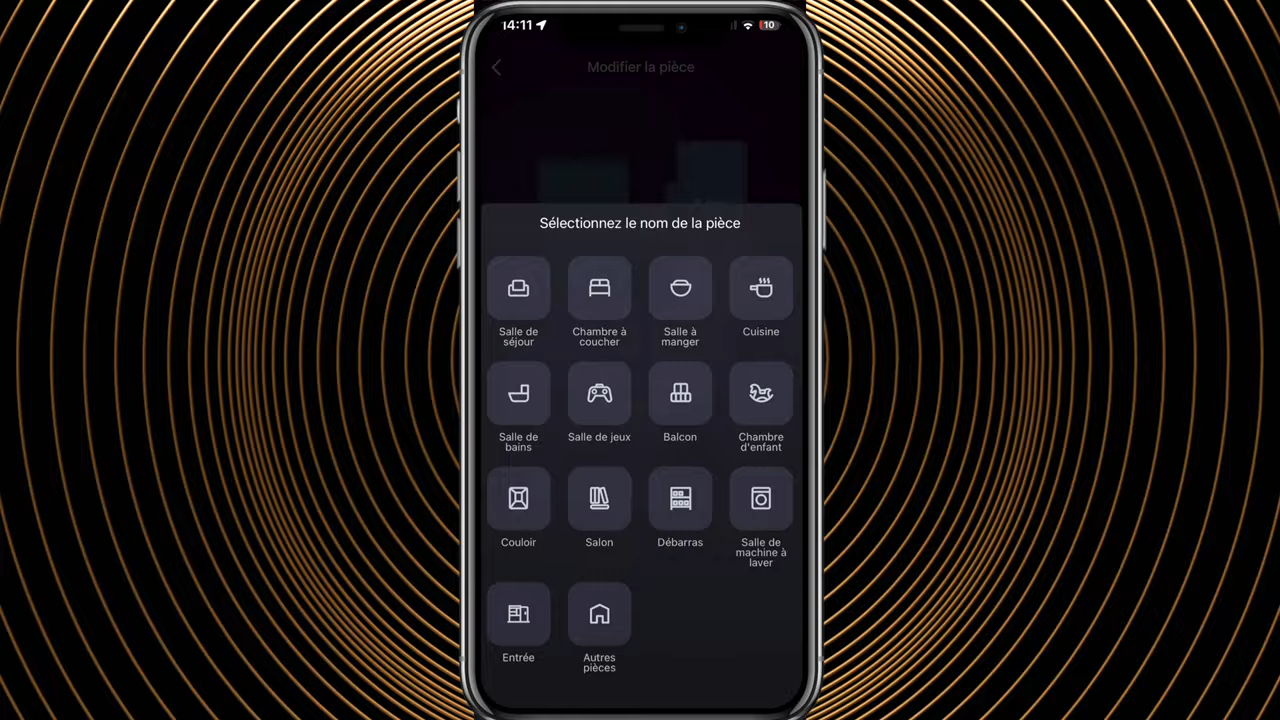 14:11
10
Modifier la pièce
Sélectionnez le nom de la pièce
Salle de
séjour
Chambre à
coucher
Salle à
manger
Cuisine
Salle de
bains
Salle de jeux
Balcon
Chambre
d'enfant
Couloir
Salon
Débarras
Salle de
machine à
laver
Entrée
Autres
pièces